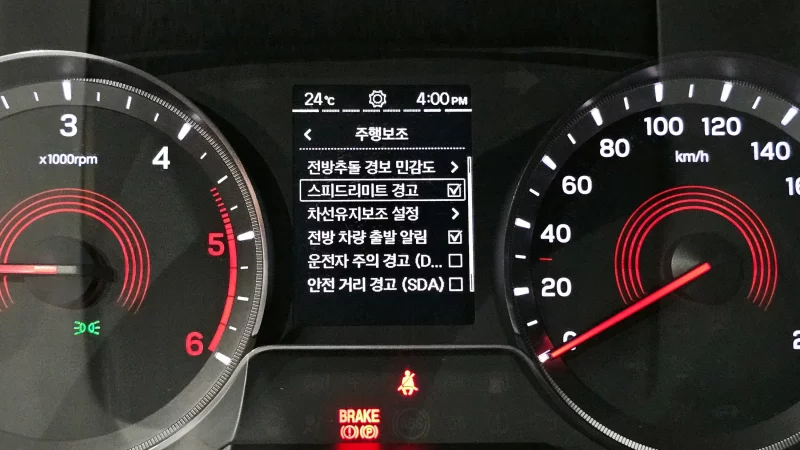 24℃ 4:00PM
주행보조
전방추돌 경보 민감도
스피드리미트 경고
차선유지보조 설정
전방 차량 출발 알림
운전자 주의 경고 (D...
안전 거리 경고 (SDA)
3
4
5
6
x1000rpm
0
20
40
60
80
100
120
140
km/h
BRAKE
(!) (P)